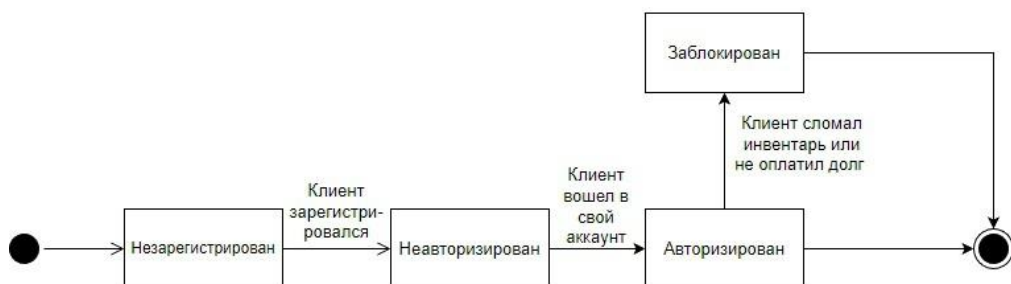 Заблокирован
Клиент сломал
инвентарь или
не оплатил долг
Клиент
зарегистри-
ровался
Клиент
вошел в
свой
аккаунт
Незарегистрирован
Неавторизирован
Авторизирован